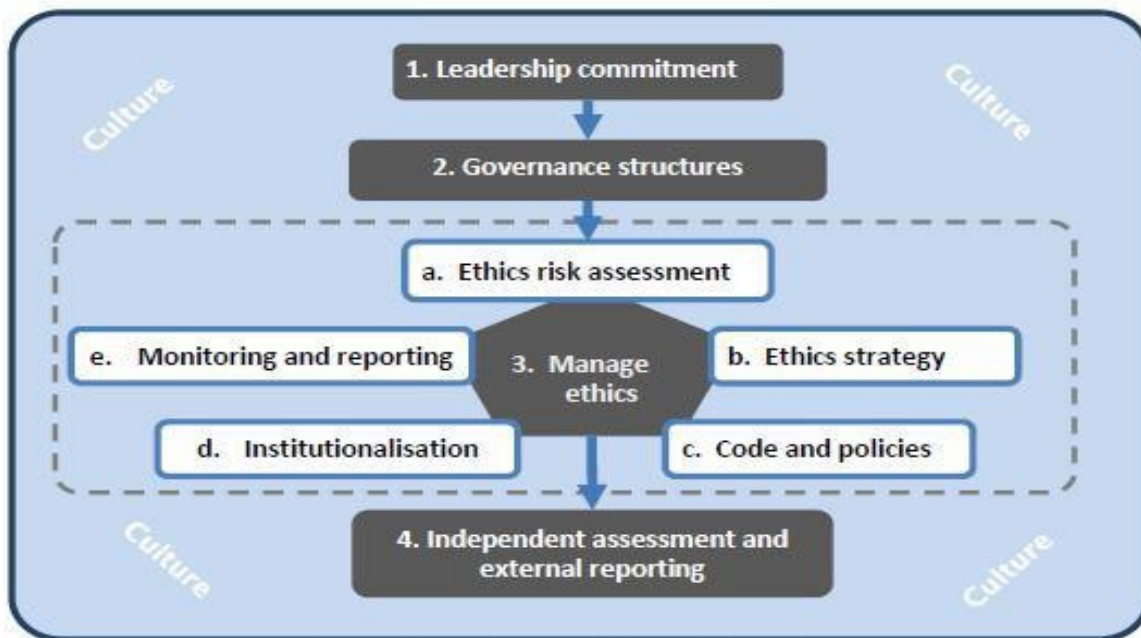 Culture
Culture
1. Leadership commitment
2. Governance structures
a. Ethics risk assessment
e. Monitoring and reporting
3. Manage
ethics
b. Ethics strategy
d. Institutionalisation
c. Code and policies
4. Independent assessment and
external reporting
Culture
Culture